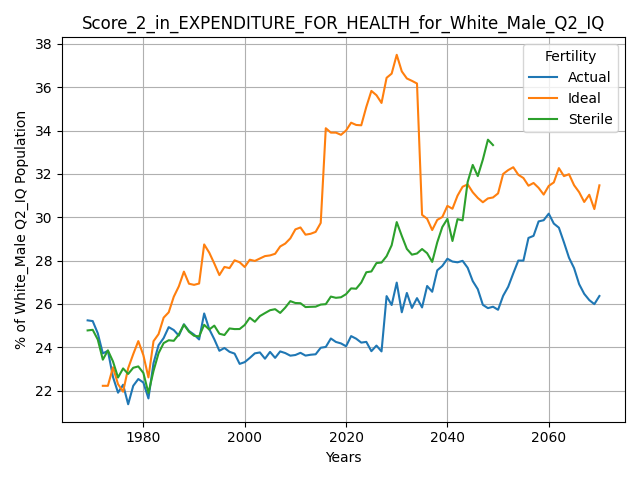 Score_2_in_EXPENDITURE_FOR_HEALTH_for_White_Male_Q2_IQ
% of White_Male Q2_IQ Population
38
36
34
32
30
28
26
24
22
Fertility
Actual
Ideal
Sterile
1980
2000
2020
2040
2060
Years